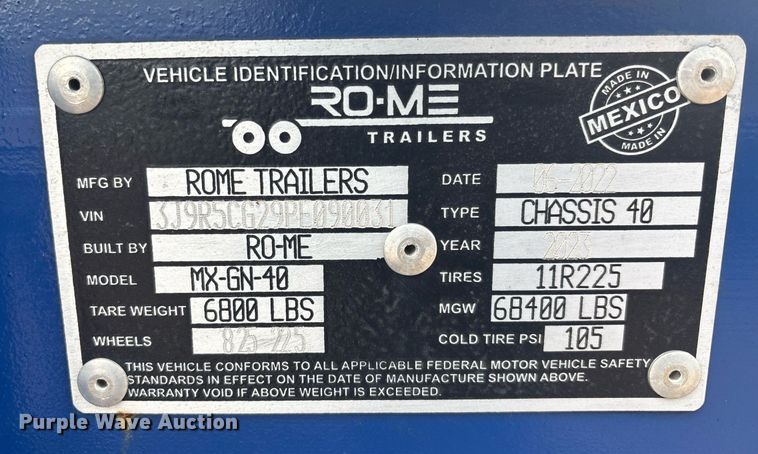 VEHICLE IDENTIFICATION/INFORMATION PLATE
RO-ME
TRAILERS
MADE IN
MEXICO
MADE IN
MFG BY ROME TRAILERS DATE 06-2022
VIN 3J9R5CG29PE090031 TYPE CHASSIS 40
BUILT BY RO-ME YEAR 2023
MODEL MX-GN-40 TIRES 11R225
TARE WEIGHT 6800 LBS MGW 68400 LBS
WHEELS 825-225 COLD TIRE PSI 105
THIS VEHICLE CONFORMS TO ALL APPLICABLE FEDERAL MOTOR VEHICLE SAFETY
STANDARDS IN EFFECT ON THE DATE OF MANUFACTURE SHOWN ABOVE.
WARRANTY VOID IF ABOVE WEIGHT IS EXCEEDED.
Purple Wave Auction